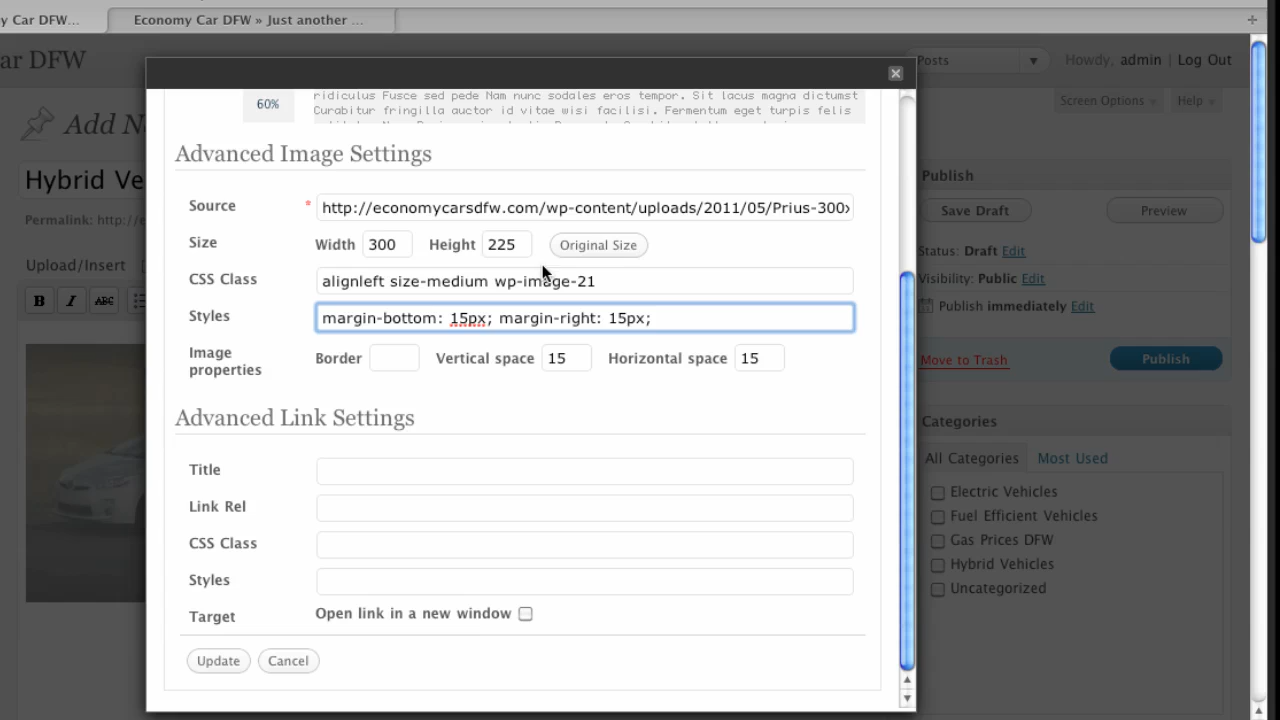 y Car DFW...
Economy Car DFW » Just another ...
ar DFW
Posts
Howdy, admin | Log Out
Screen Options
Help
Add N
60%
ridiculus Fusce sed pede Nam nunc sodales eros tempor. Sit lacus magna dictumst
Curabitur fringilla auctor id vitae wisi facilisi. Fermentum eget turpis felis
Advanced Image Settings
Hybrid Ve
Permalink: http://e
Publish
Source * http://economycarsdfw.com/wp-content/uploads/2011/05/Prius-300x
Save Draft
Preview
Size Width 300 Height 225 Original Size
Status: Draft Edit
Upload/Insert
CSS Class alignleft size-medium wp-image-21
Visibility: Public Edit
B I ABC
Publish immediately Edit
Styles margin-bottom: 15px; margin-right: 15px;
Image properties Border Vertical space 15 Horizontal space 15
Move to Trash
Publish
Advanced Link Settings
Categories
All Categories
Most Used
Title
Electric Vehicles
Link Rel
Fuel Efficient Vehicles
CSS Class
Gas Prices DFW
Hybrid Vehicles
Styles
Uncategorized
Target Open link in a new window
Update Cancel